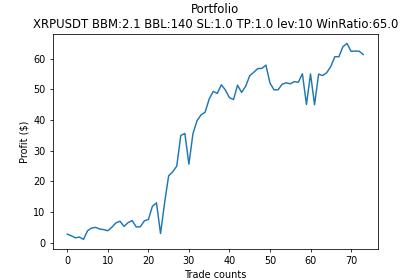 Portfolio
XRPUSDT BBM:2.1 BBL:140 SL:1.0 TP:1.0 lev:10 WinRatio:65.0
60
50
40
30
20
10
0
Profit ($)
0 10 20 30 40 50 60 70
Trade counts